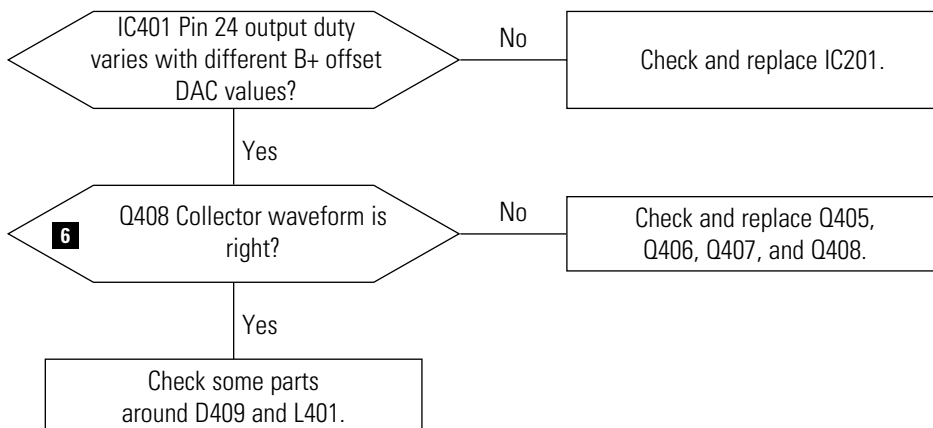 IC401 Pin 24 output duty
varies with different B+ offset
DAC values?
No
Check and replace IC201.
Yes
6
Q408 Collector waveform is
right?
No
Check and replace Q405,
Q406, Q407, and Q408.
Yes
Check some parts
around D409 and L401.